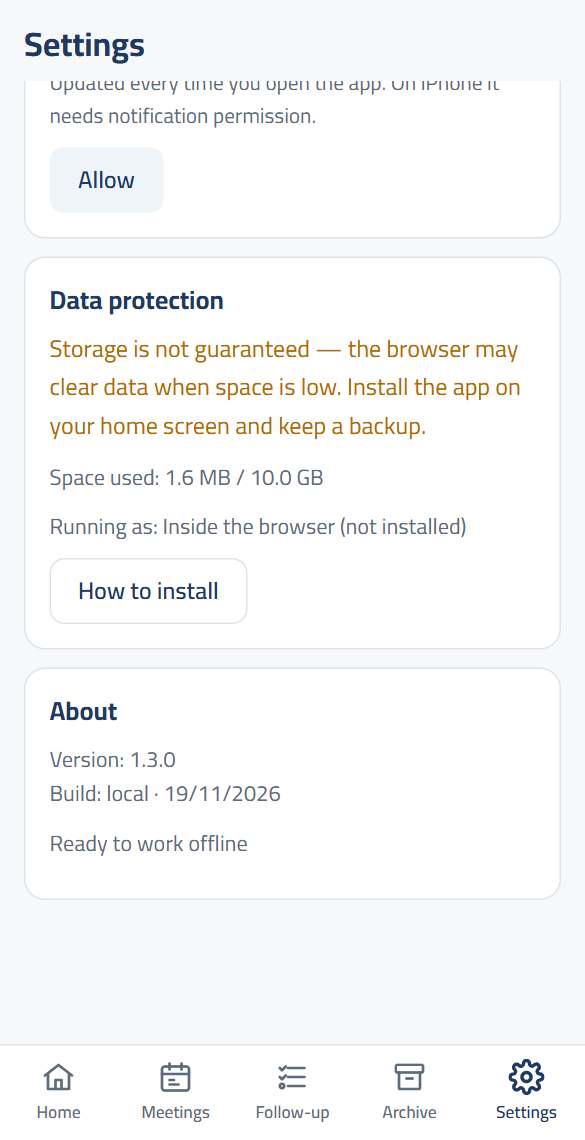 Settings
Updated every time you open the app. On iPhone it
needs notification permission.
Allow
Data protection
Storage is not guaranteed — the browser may
clear data when space is low. Install the app on
your home screen and keep a backup.
Space used: 1.6 MB / 10.0 GB
Running as: Inside the browser (not installed)
How to install
About
Version: 1.3.0
Build: local · 19/11/2026
Ready to work offline
Home
Meetings
Follow-up
Archive
Settings